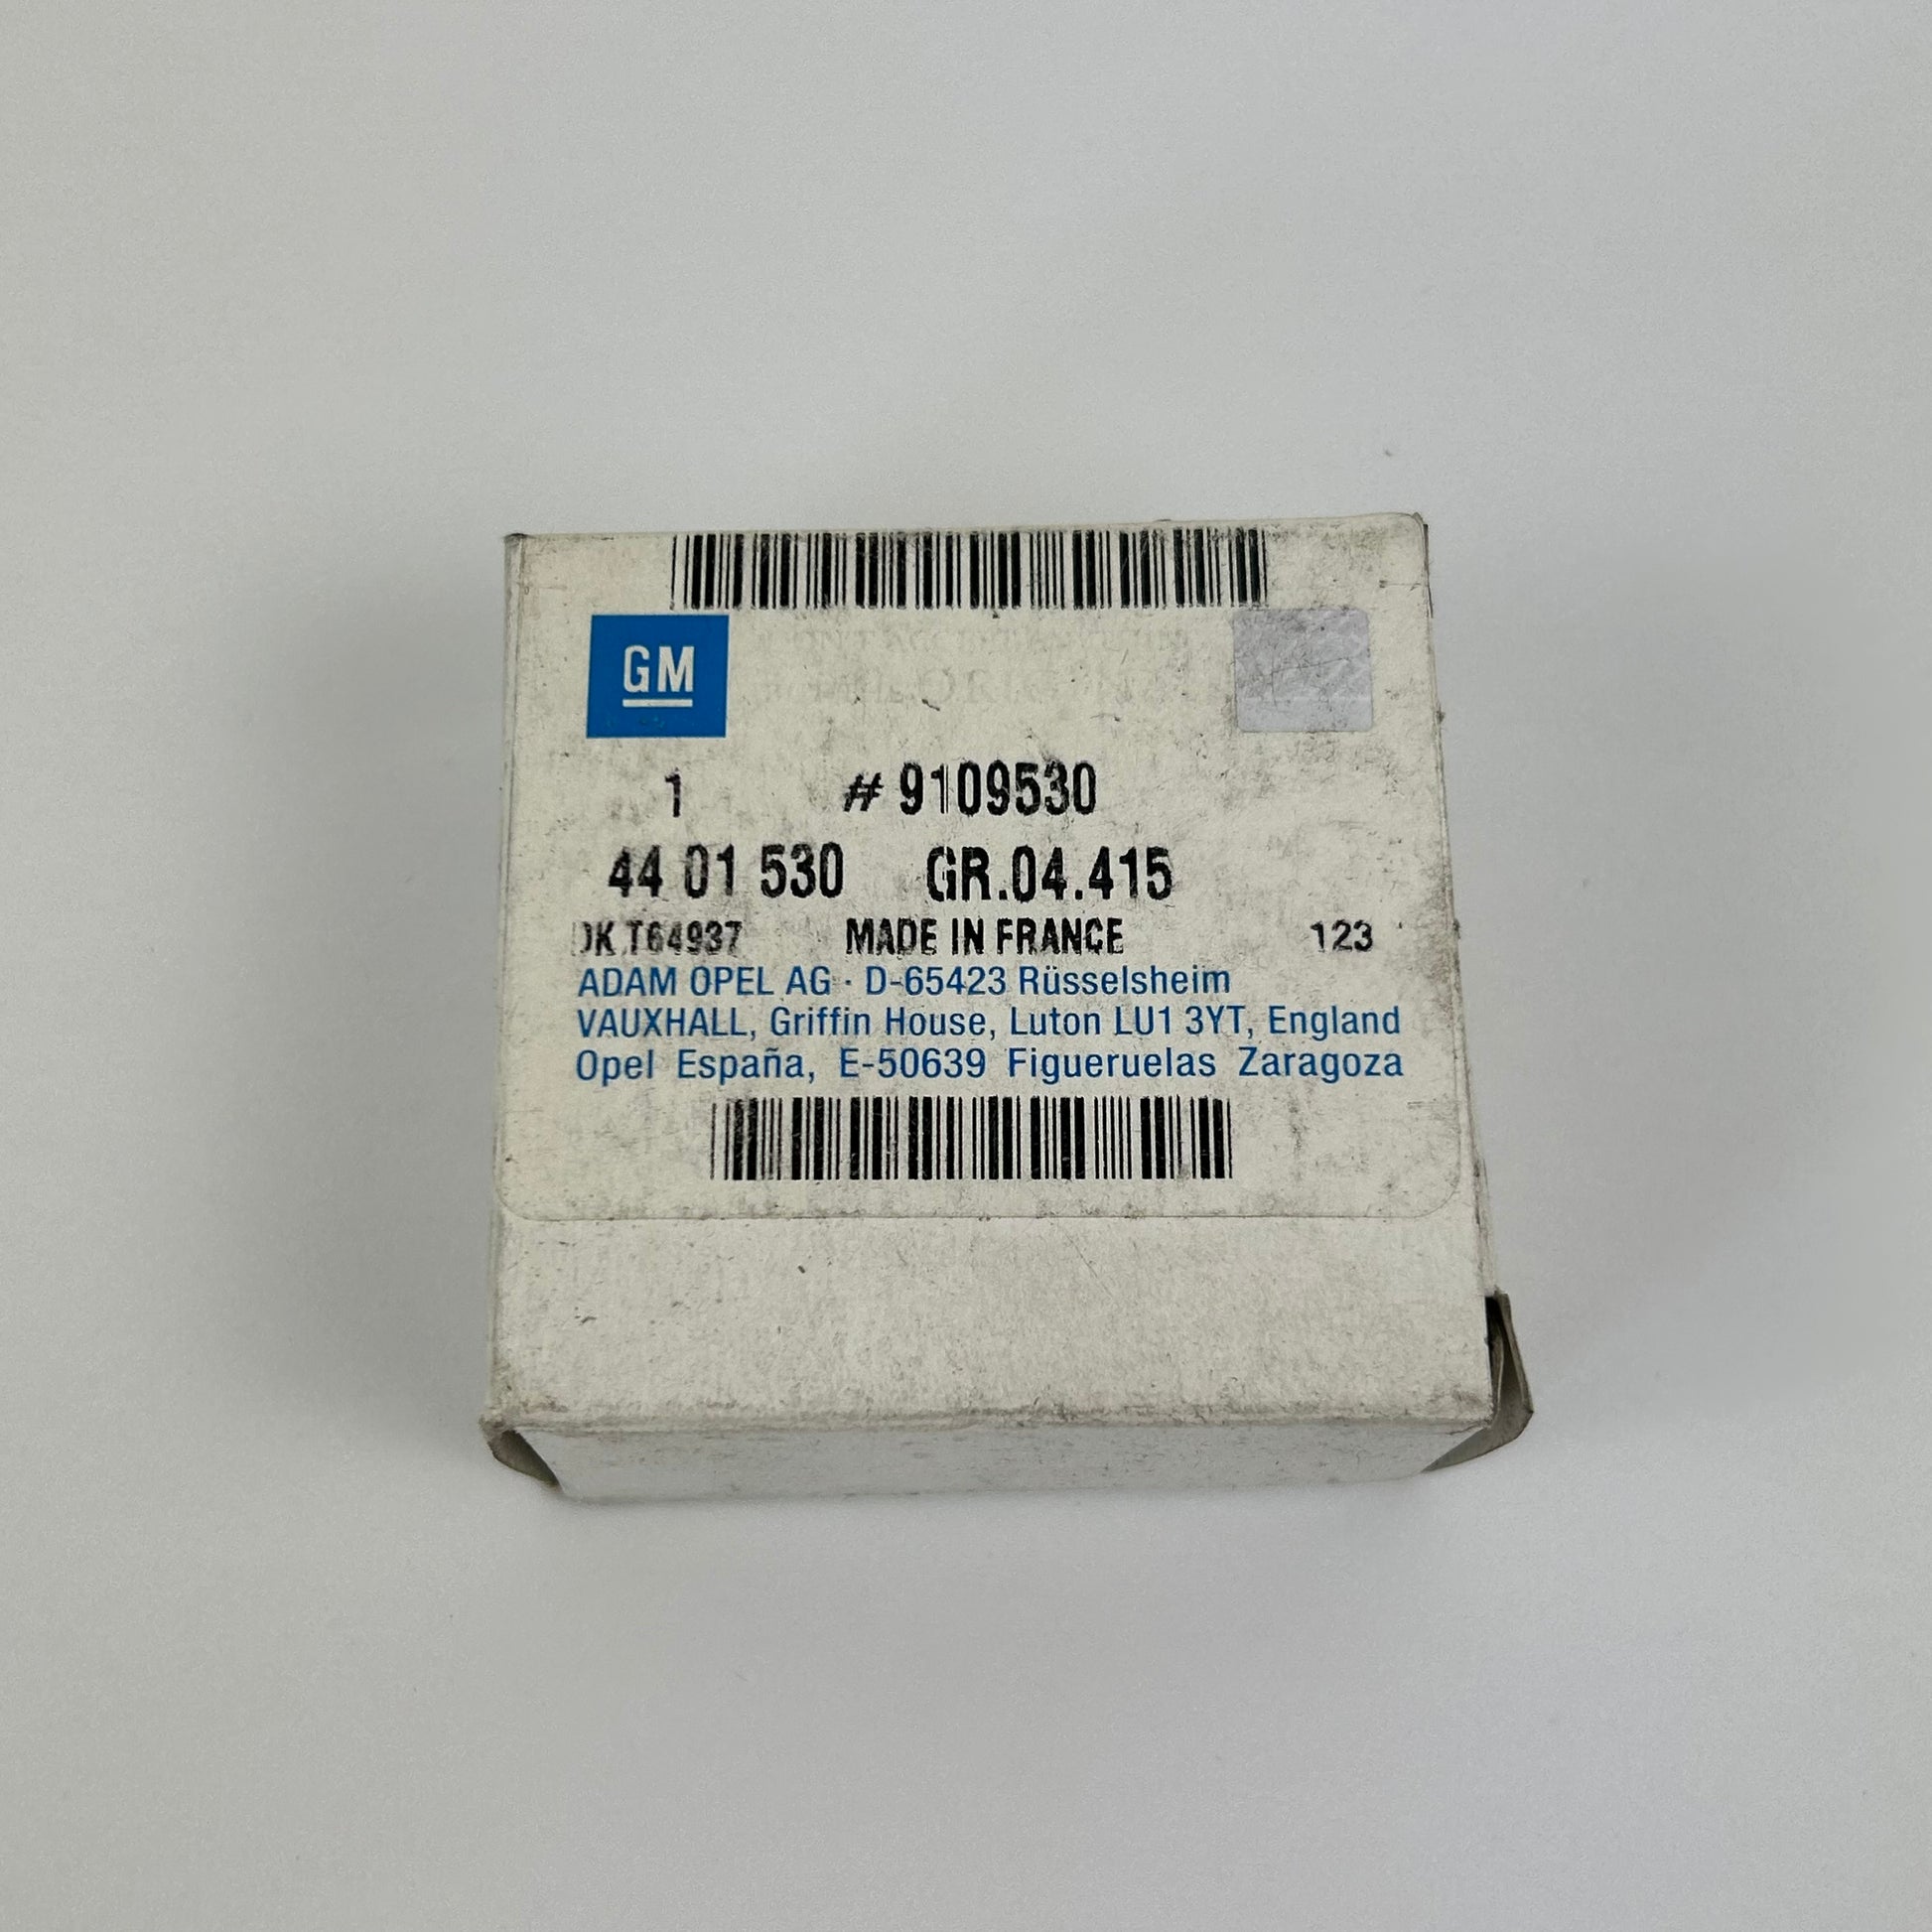 GM
1 # 9109530
44 01 530 GR.04.415
T64937 MADE IN FRANCE 123
ADAM OPEL AG · D-65423 Rüsselsheim
VAUXHALL, Griffin House, Luton LU1 3YT, England
Opel España, E-50639 Figueruelas Zaragoza